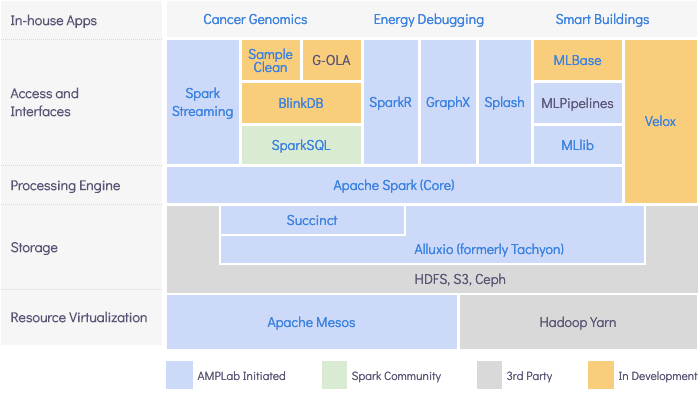 In-house Apps
Cancer Genomics
Energy Debugging
Smart Buildings
Access and
Interfaces
Spark
Streaming
Sample
Clean
G-OLA
BlinkDB
SparkSQL
SparkR
GraphX
Splash
MLBase
MLPipelines
MLlib
Velox
Processing Engine
Apache Spark (Core)
Storage
Succinct
Alluxio (formerly Tachyon)
HDFS, S3, Ceph
Resource Virtualization
Apache Mesos
Hadoop Yarn
AMPLab Initiated
Spark Community
3rd Party
In Development